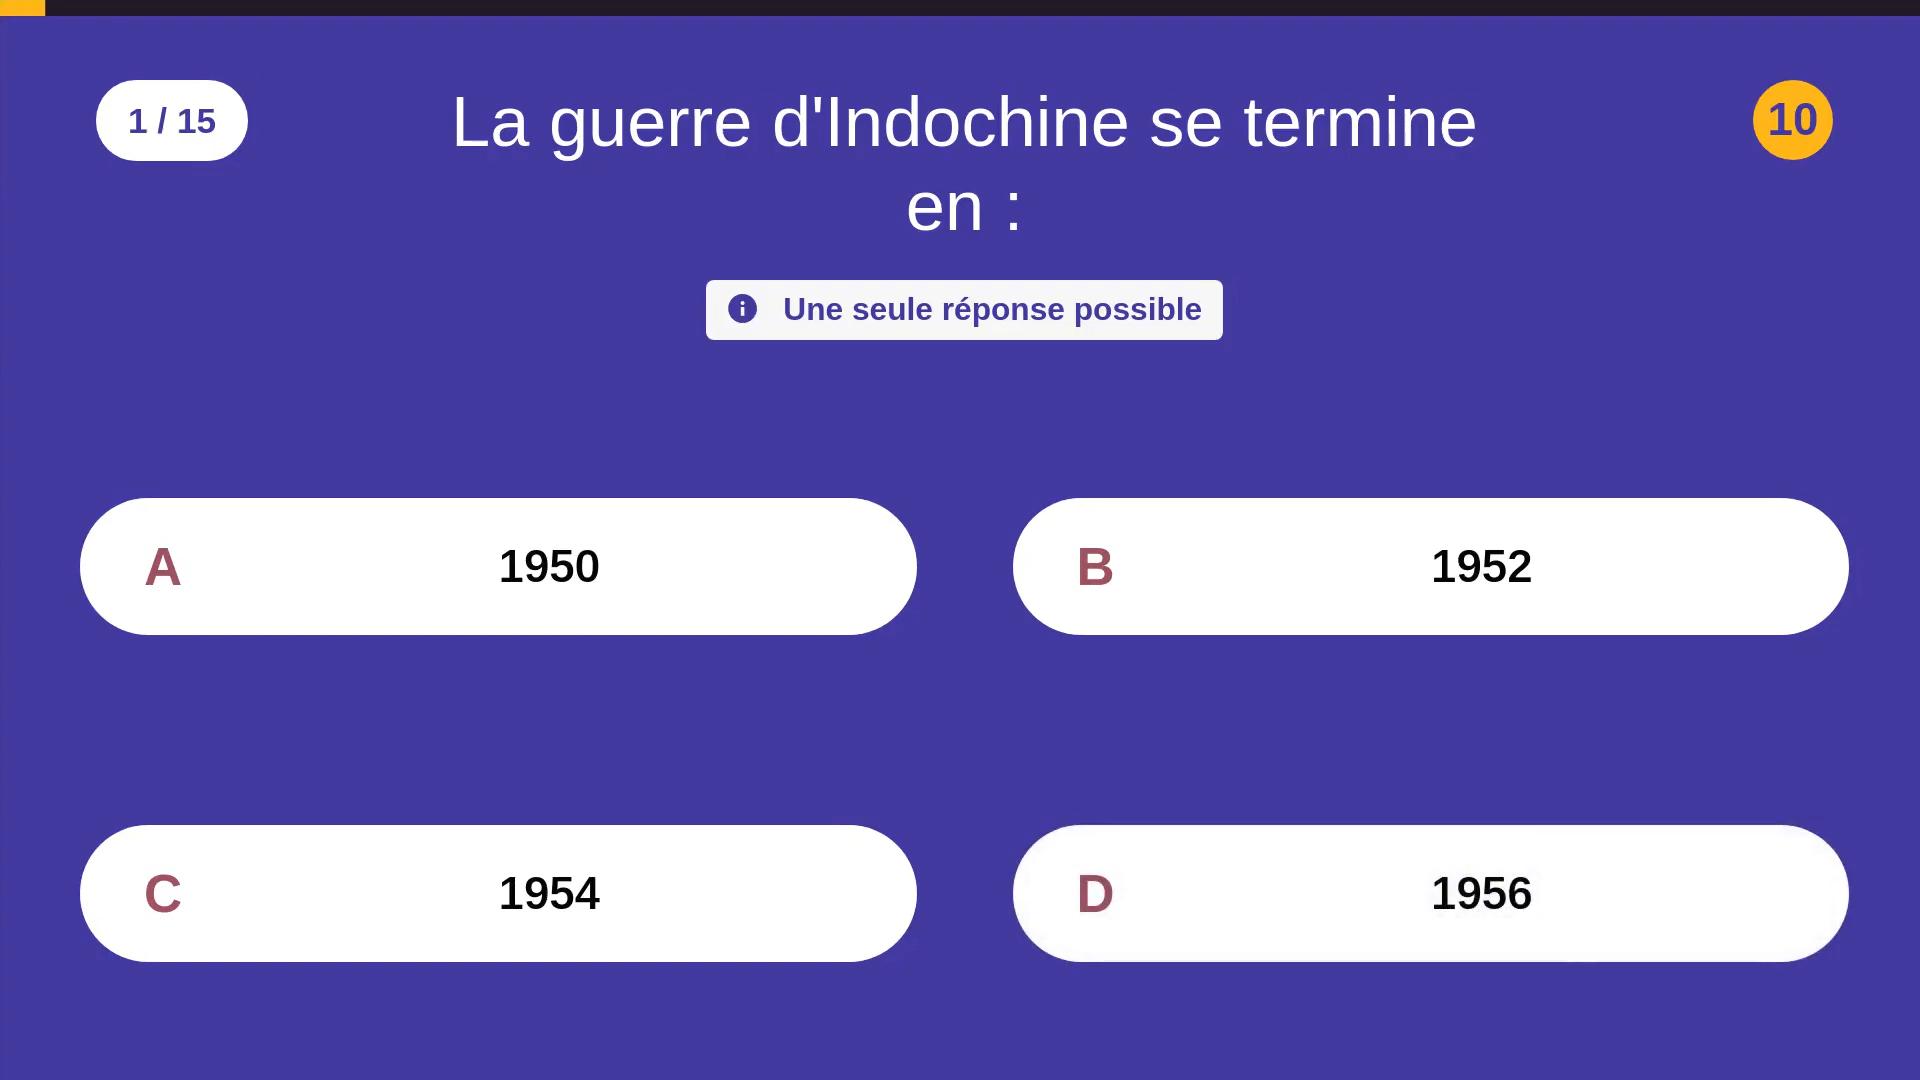 1 / 15
La guerre d'Indochine se termine
en :
10
Une seule réponse possible
A 1950
B 1952
C 1954
D 1956